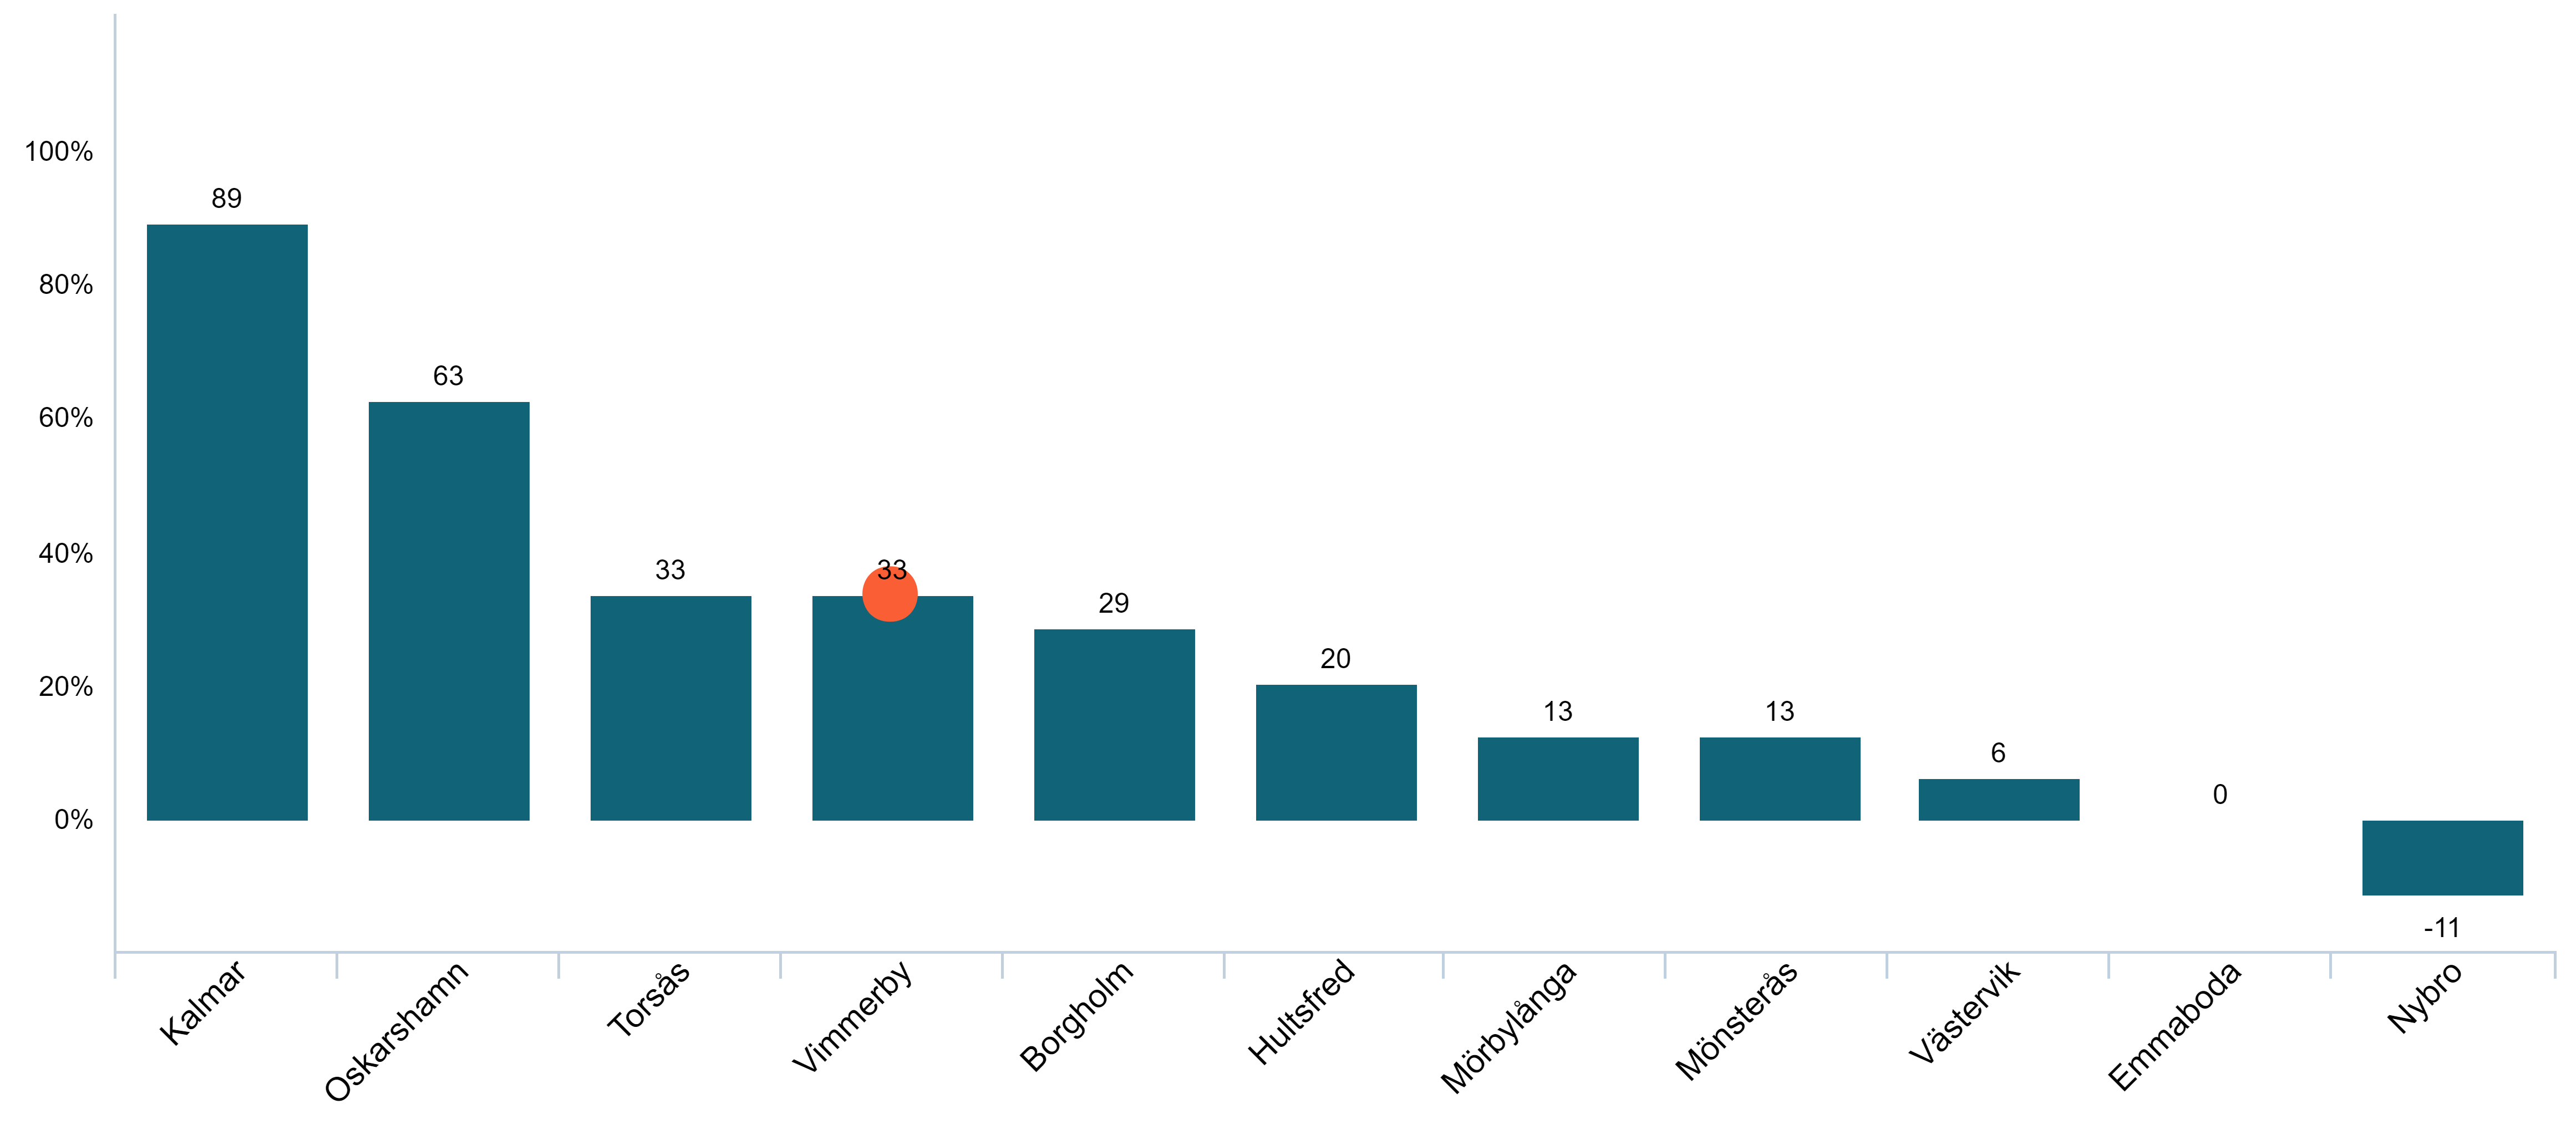 100%
80%
60%
40%
20%
0%
89
63
33
33
29
20
13
13
6
0
-11
Kalmar
Oskarshamn
Torsås
Vimmerby
Borgholm
Hultsfred
Mörbylånga
Mönsterås
Västervik
Emmaboda
Nybro